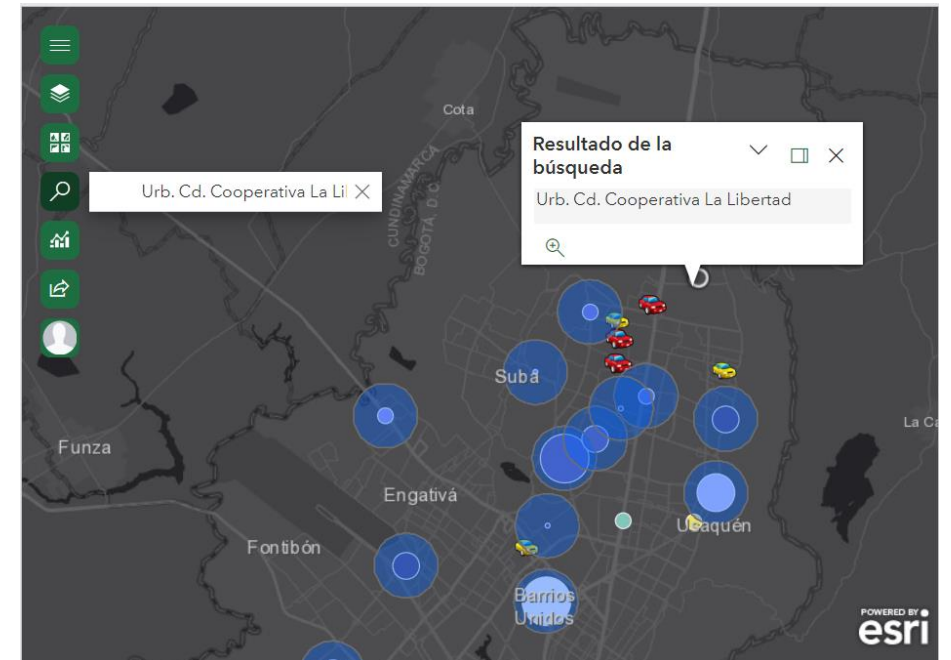 Cota
Resultado de la
búsqueda
Urb. Cd. Cooperativa La Li
Urb. Cd. Cooperativa La Libertad
CUNDINAMARCA
BOGOTÁ, D.C.
Suba
La Ca
Funza
Engativá
Usaquén
Fontibón
Barrios
Unidos
POWERED BY
esri